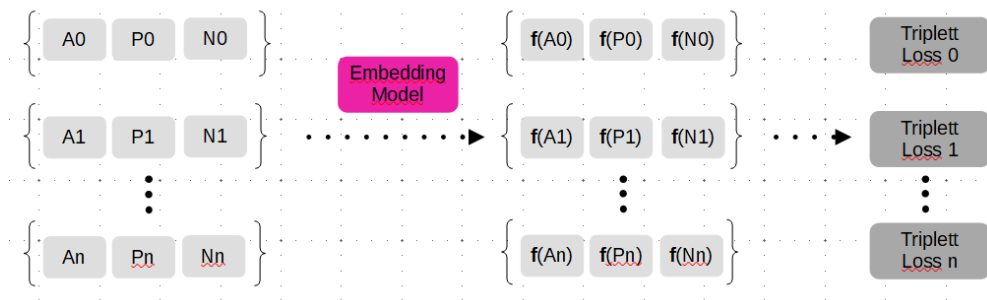 A0 P0 N0 f(A0) f(P0) f(N0) Triplett
Loss 0
Embedding
Model
A1 P1 N1 f(A1) f(P1) f(N1) Triplett
Loss 1
An Pn Nn f(An) f(Pn) f(Nn) Triplett
Loss n